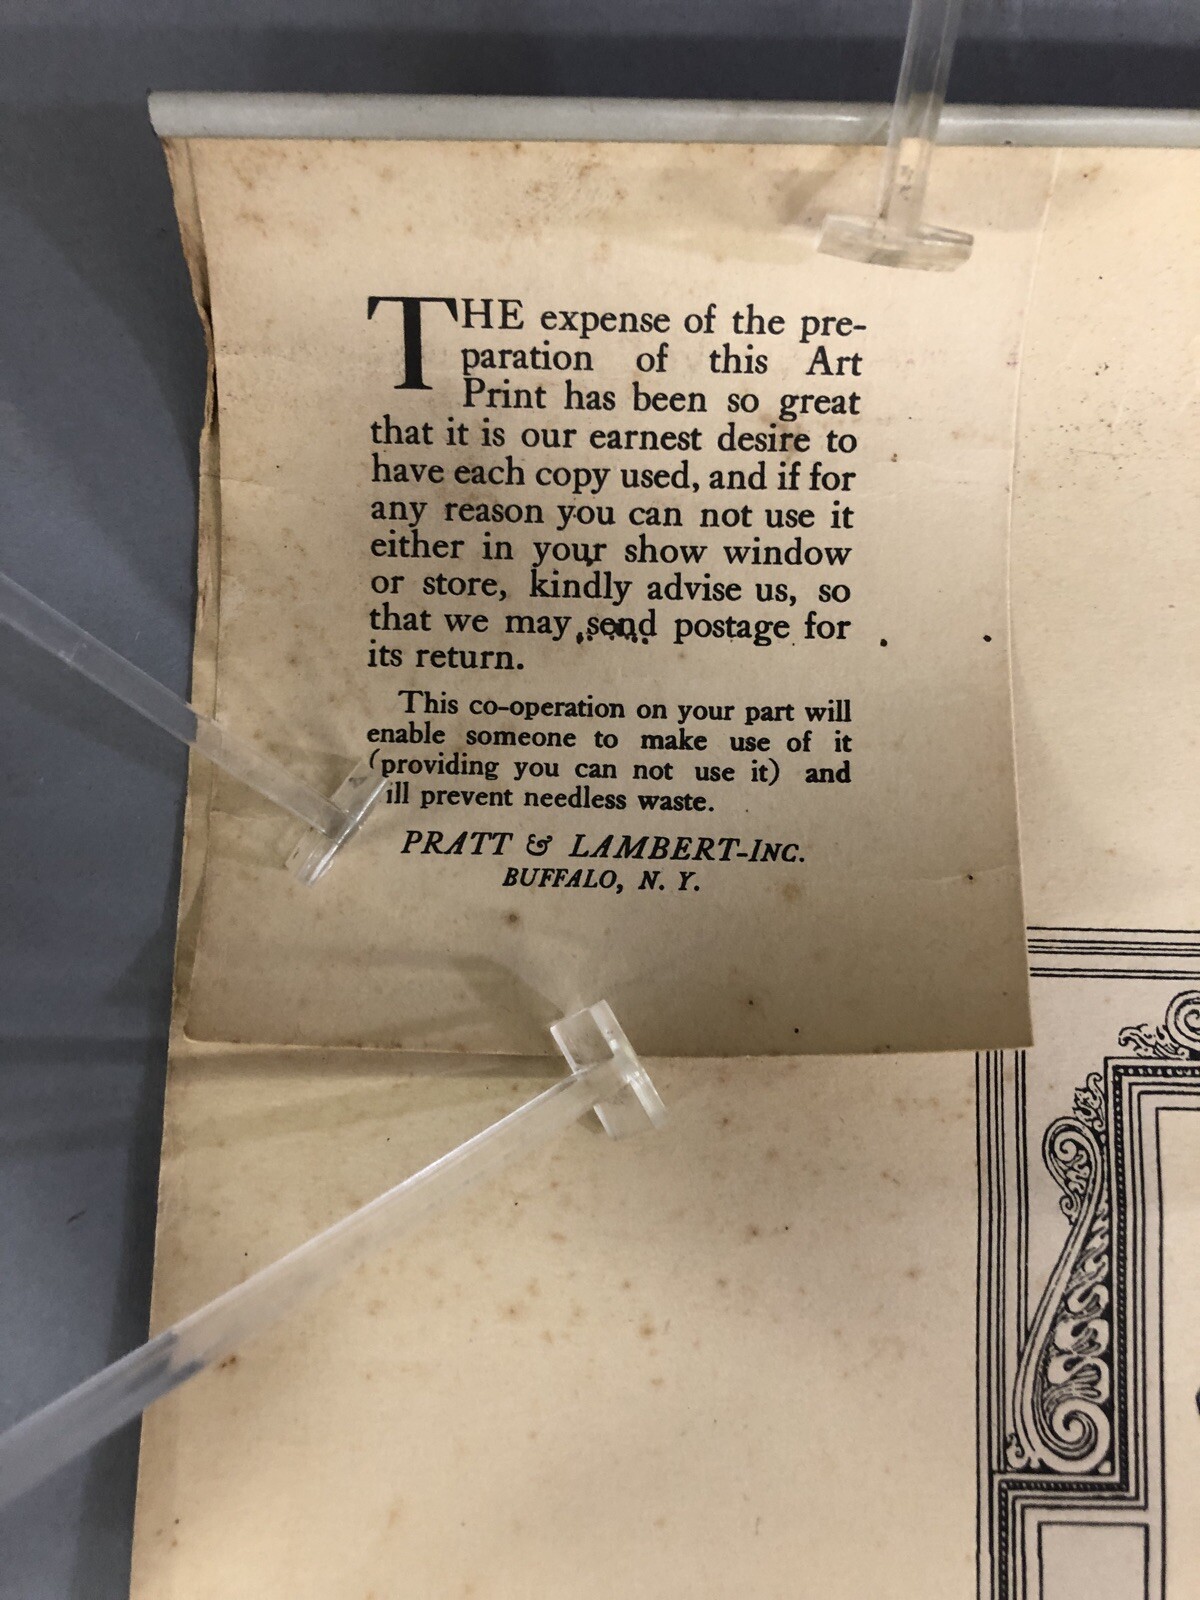 THE expense of the pre-
paration of this Art
Print has been so great
that it is our earnest desire to
have each copy used, and if for
any reason you can not use it
either in your show window
or store, kindly advise us, so
that we may send postage for
its return.
This co-operation on your part will
enable someone to make use of it
(providing you can not use it) and
ill prevent needless waste.
PRATT & LAMBERT-INC.
BUFFALO, N. Y.